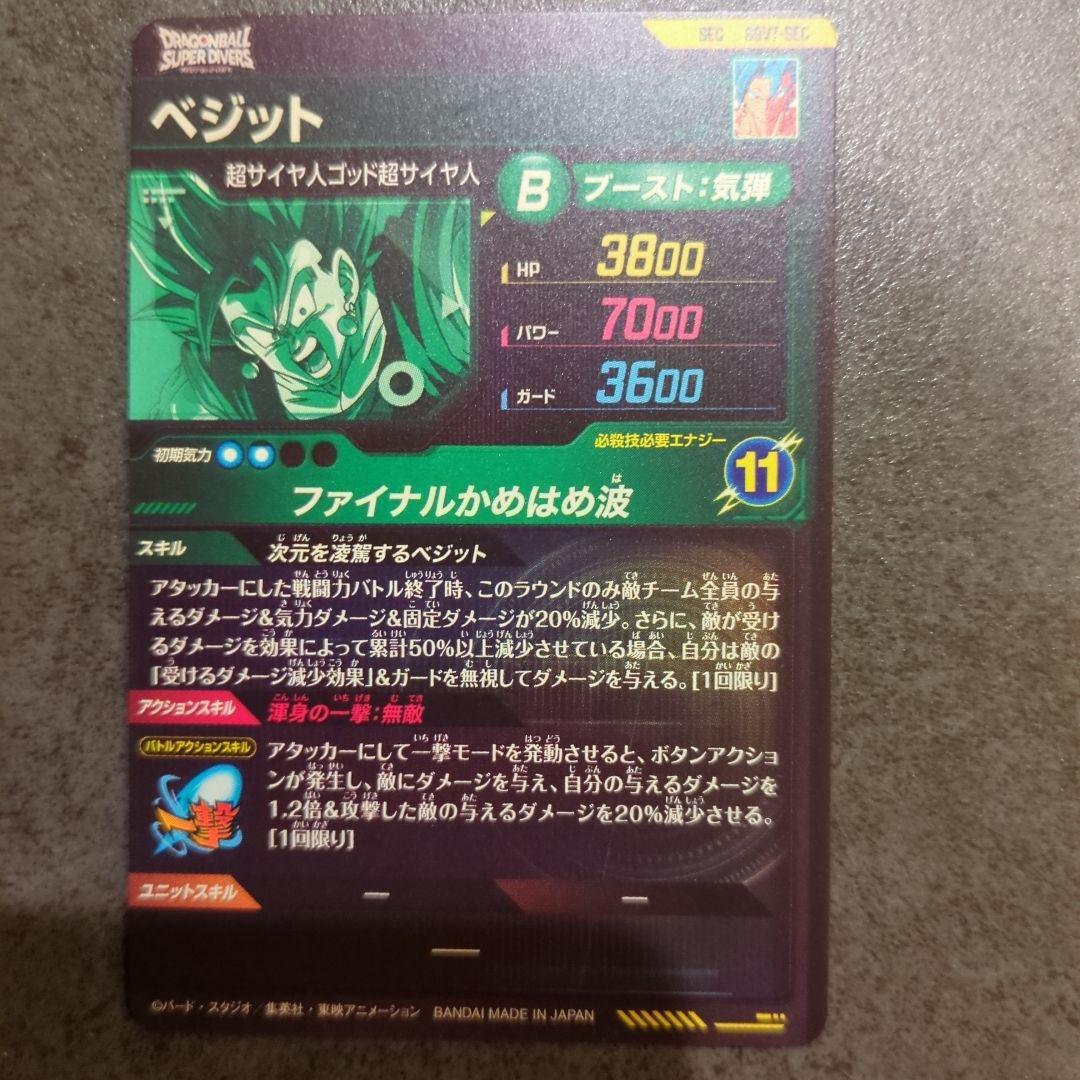 DRAGONBALL
SUPER DIVERS
SEC
ベジット
超サイヤ人ゴッド超サイヤ人
B ブースト：気弾
HP 3800
パワー 7000
ガード 3600
初期気力
必殺技必要エナジー
11
ファイナルかめはめ波
スキル 次元を凌駕するベジット
アタッカーにした戦闘力バトル終了時、このラウンドのみ敵チーム全員の与
えるダメージ&気力ダメージ&固定ダメージが20%減少。さらに、敵が受け
るダメージを効果によって累計50%以上減少させている場合、自分は敵の
「受けるダメージ減少効果」&ガードを無視してダメージを与える。[1回限り]
アクションスキル 渾身の一撃：無敵
バトルアクションスキル
一撃
アタッカーにして一撃モードを発動させると、ボタンアクショ
ンが発生し、敵にダメージを与え、自分の与えるダメージを
1.2倍&攻撃した敵の与えるダメージを20%減少させる。
[1回限り]
ユニットスキル ー ー
ー
©バード・スタジオ／集英社・東映アニメーション BANDAI MADE IN JAPAN